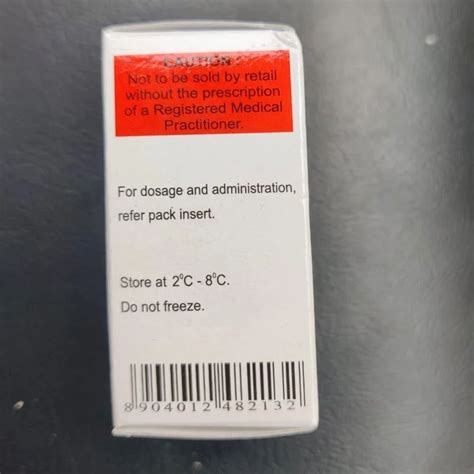 CAUTION :
Not to be sold by retail
without the prescription
of a Registered Medical
Practitioner.
For dosage and administration,
refer pack insert.
Store at 2°C - 8°C.
Do not freeze.
8 904012 482132